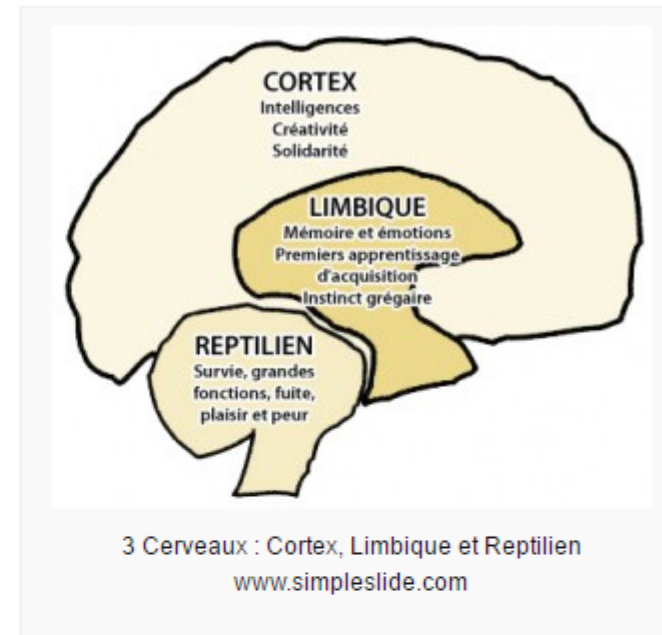 CORTEX
Intelligences
Créativité
Solidarité
LIMBIQUE
Mémoire et émotions
Premiers apprentissage
d'acquisition
Instinct grégaire
REPTILIEN
Survie, grandes
fonctions, fuite,
plaisir et peur
3 Cerveaux : Cortex, Limbique et Reptilien
www.simpleslide.com